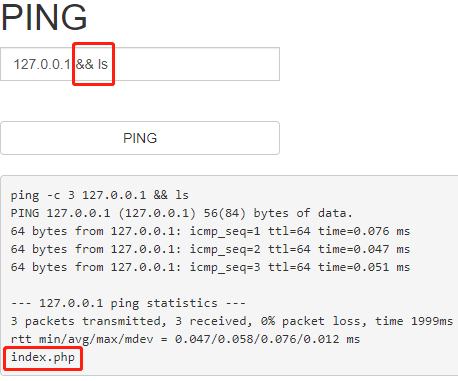 PING
127.0.0.1 && ls
PING
ping -c 3 127.0.0.1 && ls
PING 127.0.0.1 (127.0.0.1) 56(84) bytes of data.
64 bytes from 127.0.0.1: icmp_seq=1 ttl=64 time=0.076 ms
64 bytes from 127.0.0.1: icmp_seq=2 ttl=64 time=0.047 ms
64 bytes from 127.0.0.1: icmp_seq=3 ttl=64 time=0.051 ms
--- 127.0.0.1 ping statistics ---
3 packets transmitted, 3 received, 0% packet loss, time 1999ms
rtt min/avg/max/mdev = 0.047/0.058/0.076/0.012 ms
index.php